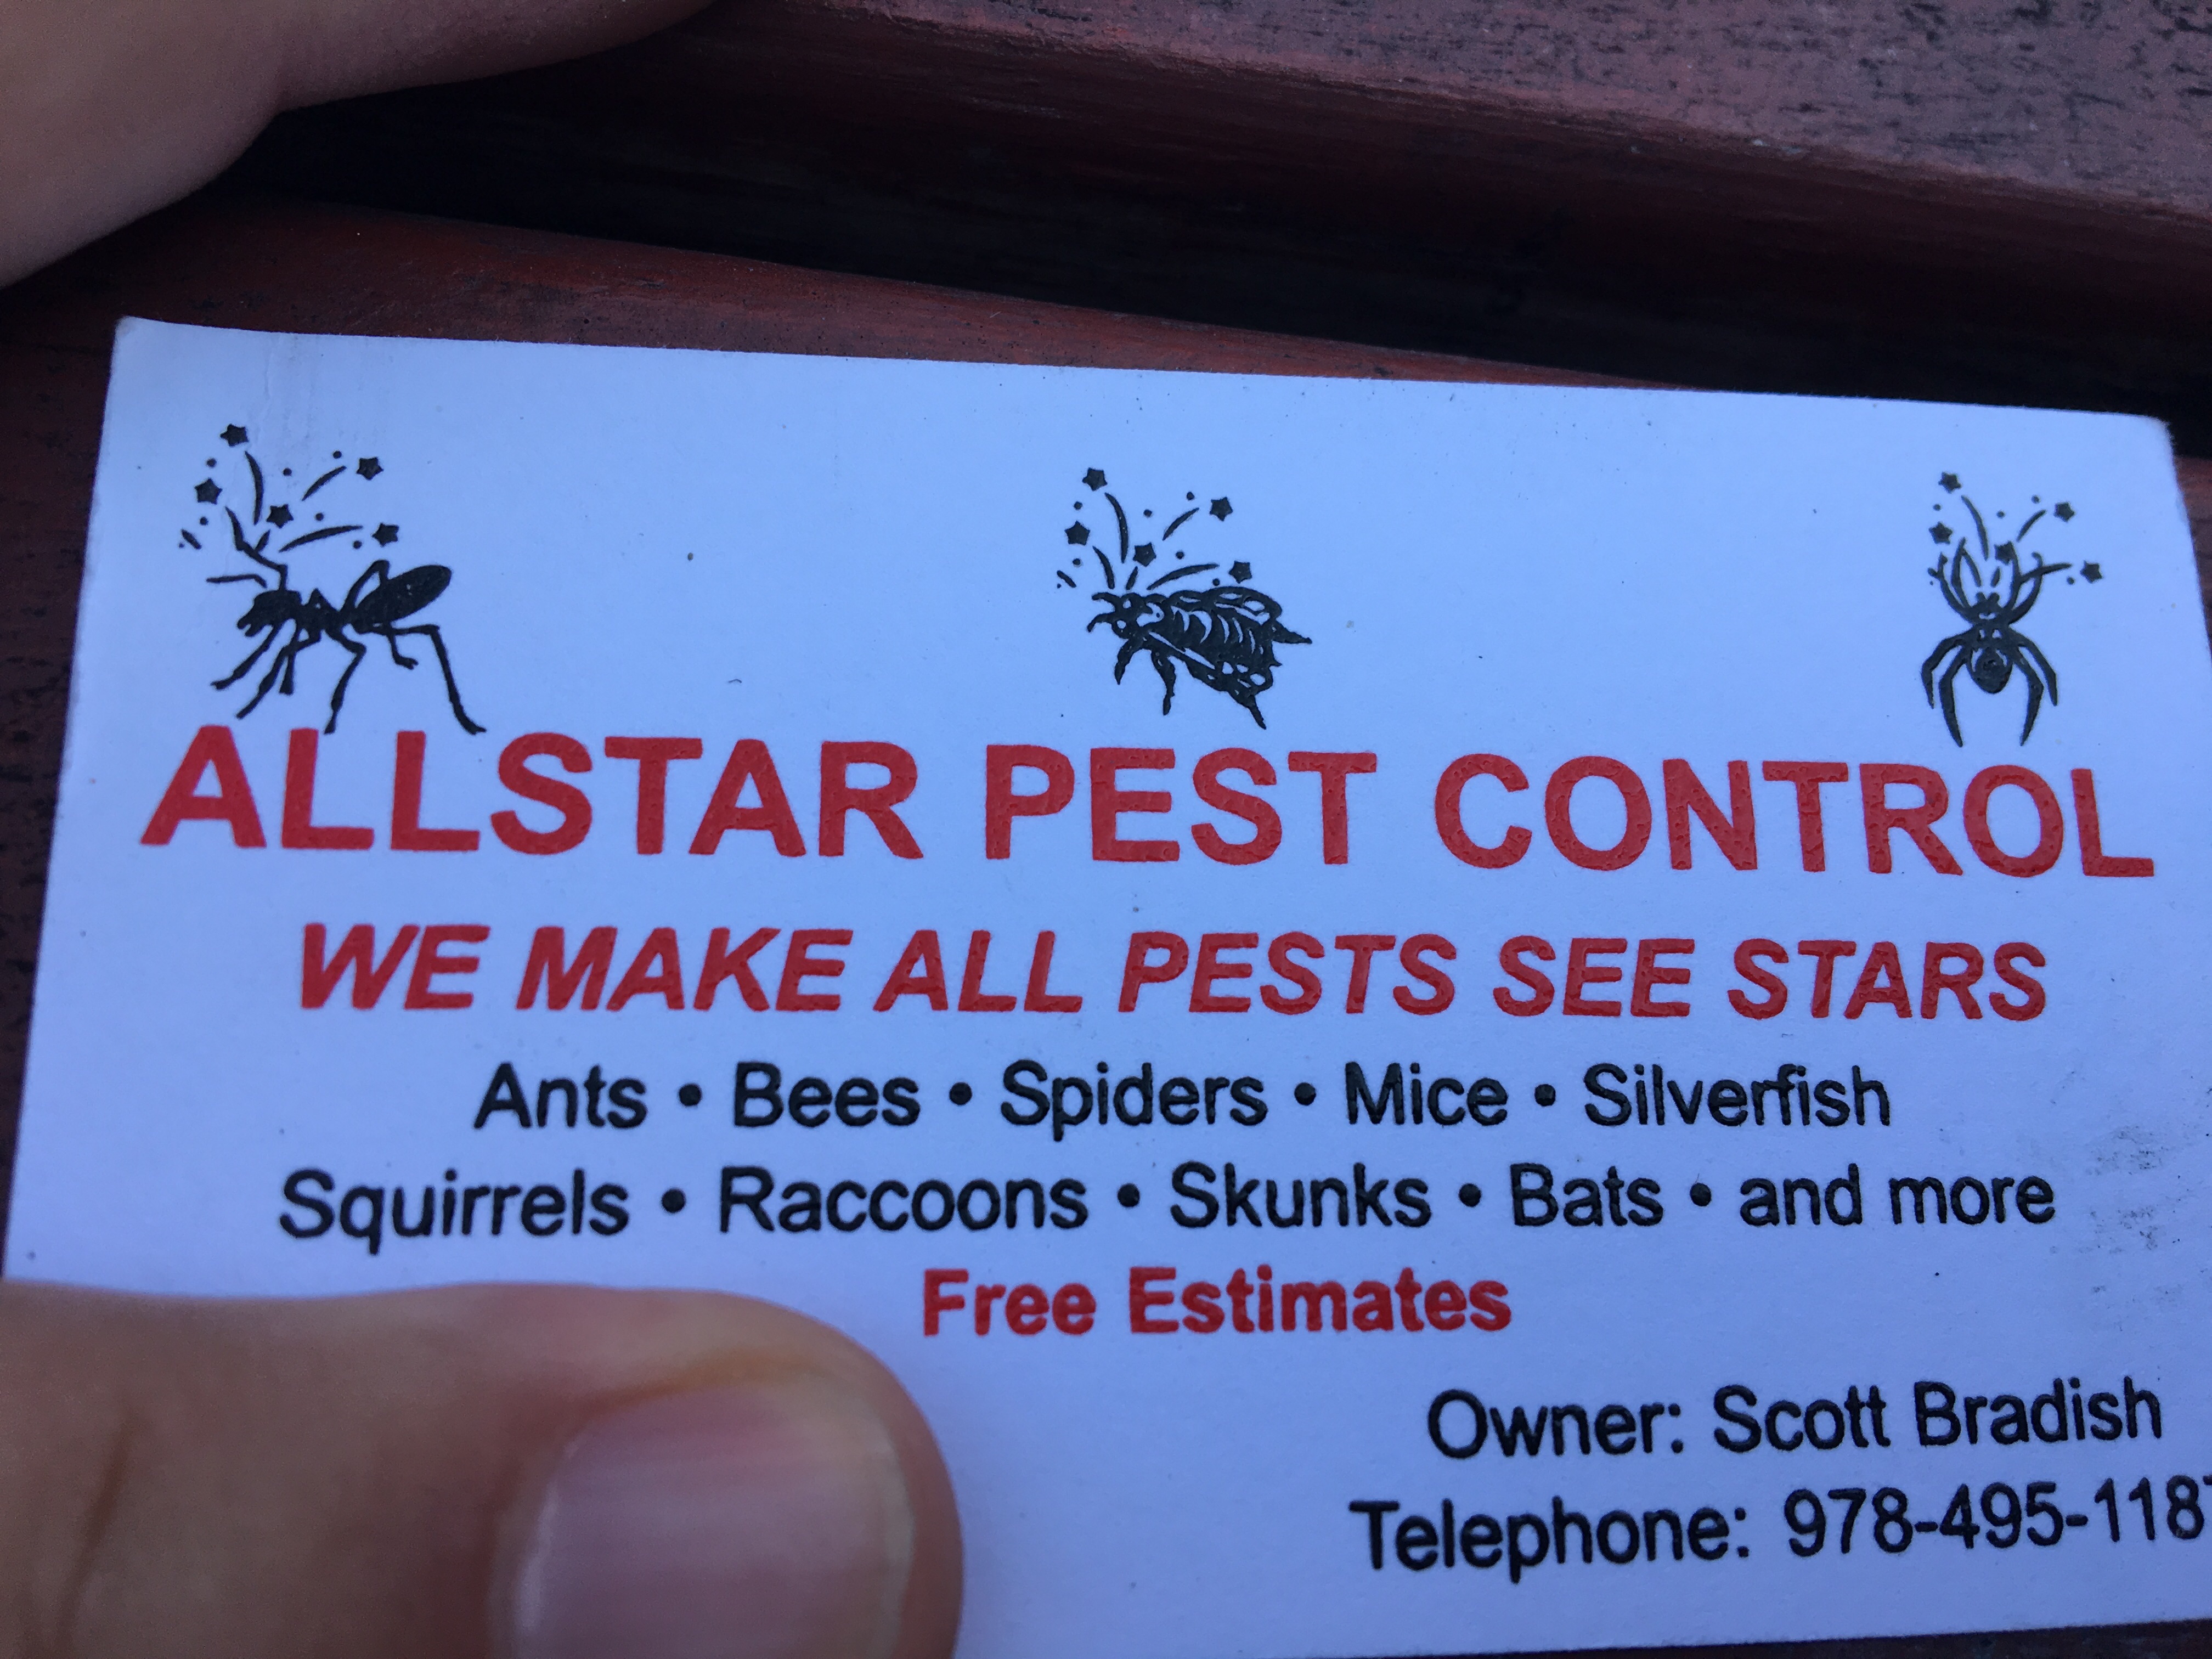 ALLSTAR PEST CONTROL
WE MAKE ALL PESTS SEE STARS
Ants • Bees • Spiders • Mice • Silverfish
Squirrels • Raccoons • Skunks • Bats • and more
Free Estimates
Owner: Scott Bradish
Telephone: 978-495-118